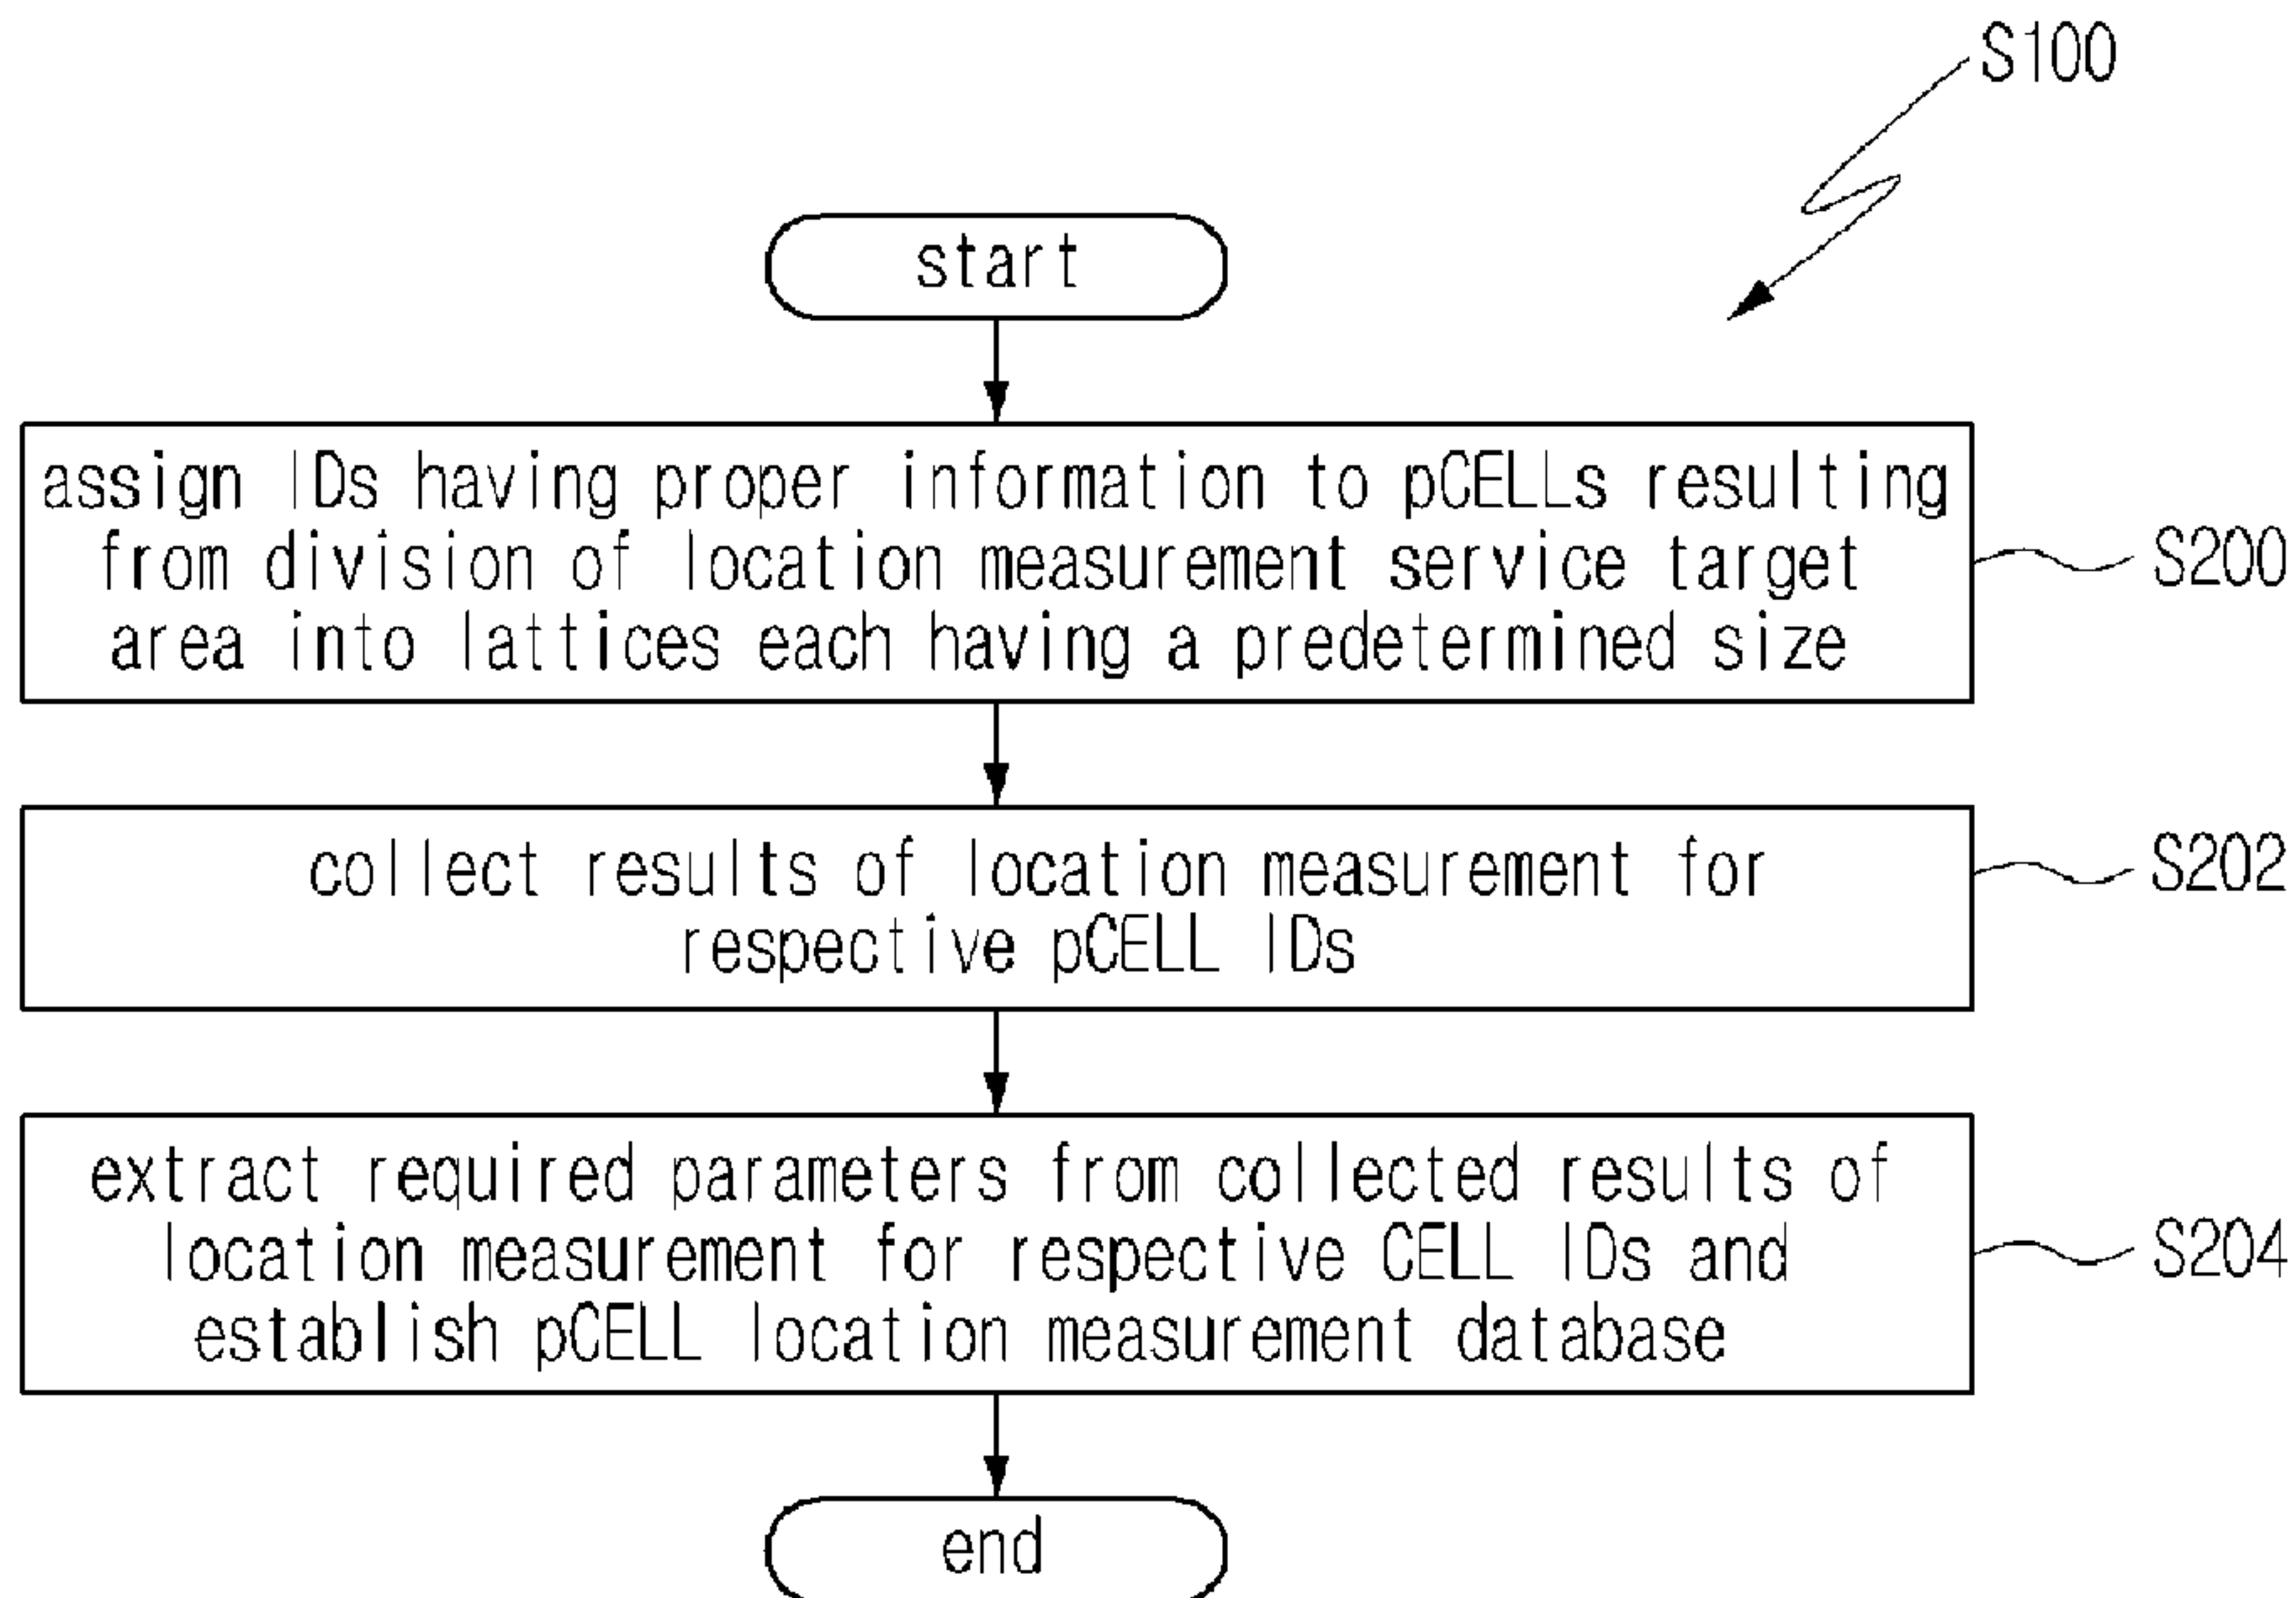 S100
start
assign IDs having proper information to pCELLs resulting
from division of location measurement service target
area into lattices each having a predetermined size
S200
collect results of location measurement for
respective pCELL IDs
S202
extract required parameters from collected results of
location measurement for respective CELL IDs and
establish pCELL location measurement database
S204
end